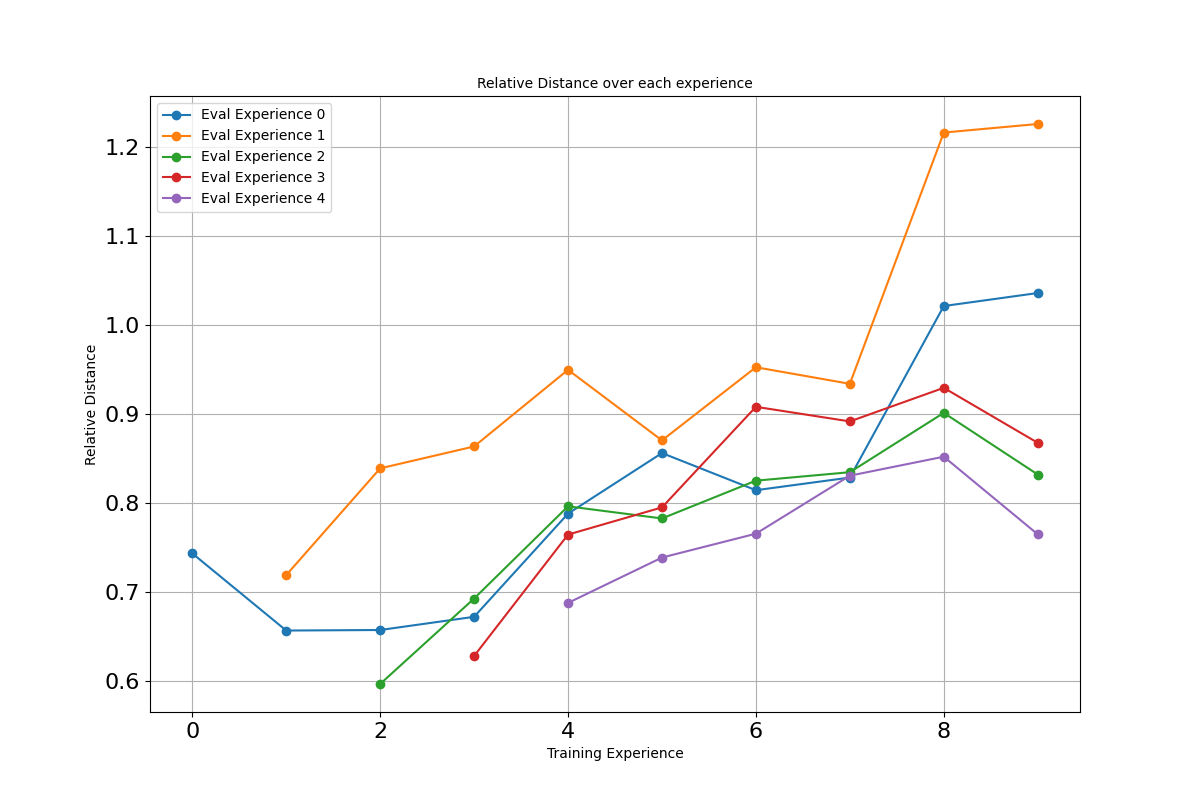 Relative Distance over each experience
Eval Experience 0
Eval Experience 1
Eval Experience 2
Eval Experience 3
Eval Experience 4
1.2
1.1
1.0
0.9
0.8
0.7
0.6
Relative Distance
0 2 4 6 8
Training Experience